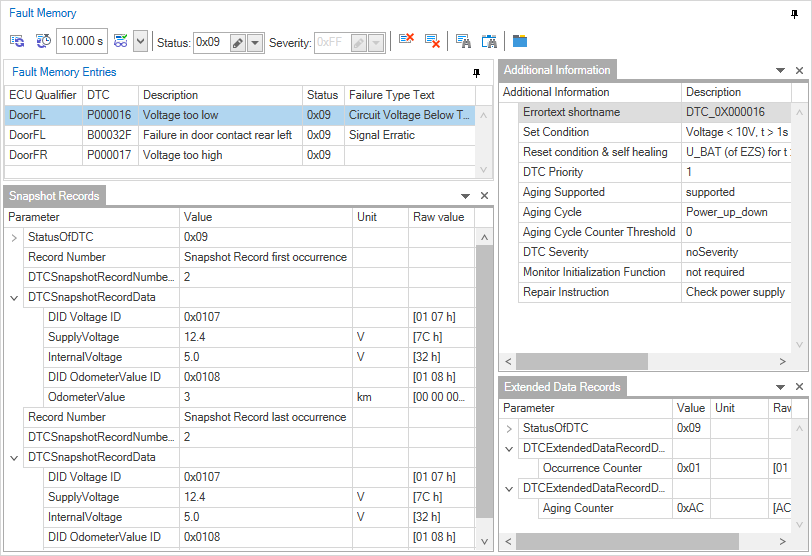 Fault Memory
10.000 s Status: 0x09 Severity: 0xFF
Fault Memory Entries
ECU Qualifier DTC Description Status Failure Type Text
DoorFL P000016 Voltage too low 0x09 Circuit Voltage Below T...
DoorFL B00032F Failure in door contact rear left 0x09 Signal Erratic
DoorFR P000017 Voltage too high 0x09
Snapshot Records
Parameter Value Unit Raw value
StatusOfDTC 0x09
Record Number Snapshot Record first occurrence
DTCSnapshotRecordNumbe... 2
DTCSnapshotRecordData
DID Voltage ID 0x0107 [01 07 h]
SupplyVoltage 12.4 V [7C h]
InternalVoltage 5.0 V [32 h]
DID OdometerValue ID 0x0108 [01 08 h]
OdometerValue 3 km [00 00 00...
Record Number Snapshot Record last occurrence
DTCSnapshotRecordNumbe... 2
DTCSnapshotRecordData
DID Voltage ID 0x0107 [01 07 h]
SupplyVoltage 12.4 V [7C h]
InternalVoltage 5.0 V [32 h]
DID OdometerValue ID 0x0108 [01 08 h]
Additional Information
Additional Information Description
Errortext shortname DTC_0X000016
Set Condition Voltage < 10V, t > 1s
Reset condition & self healing U_BAT (of EZS) for t
DTC Priority 1
Aging Supported supported
Aging Cycle Power_up_down
Aging Cycle Counter Threshold 0
DTC Severity noSeverity
Monitor Initialization Function not required
Repair Instruction Check power supply
Extended Data Records
Parameter Value Unit Raw
StatusOfDTC 0x09
DTCExtendedDataRecordD...
Occurrence Counter 0x01 [01
DTCExtendedDataRecordD...
Aging Counter 0xAC [AC